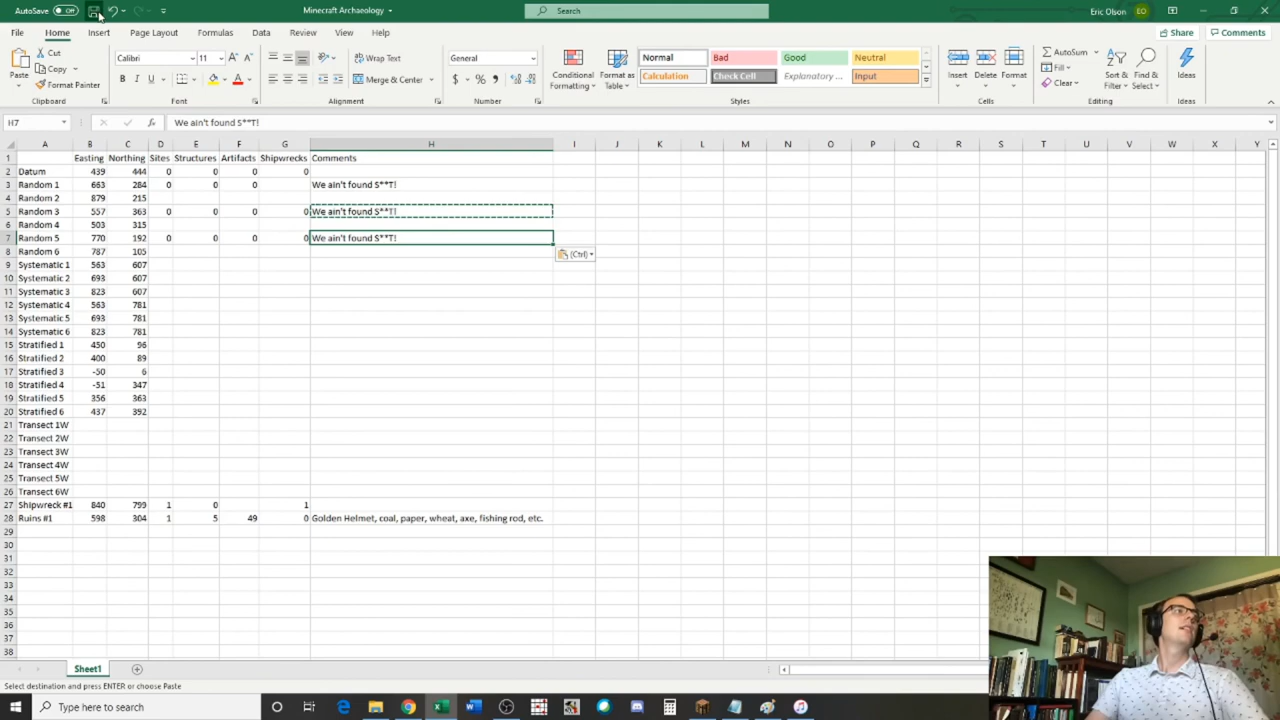 AutoSave Off Minecraft Archaeology Search Eric Olson EO
File Home Insert Page Layout Formulas Data Review View Help Share Comments
Paste Cut Copy Format Painter Calibri 11 A A B I U Wrap Text Merge & Center General $ % Conditional Formatting Format as Table Normal Bad Good Neutral Calculation Check Cell Explanatory ... Input Insert Delete Format AutoSum Fill Clear Sort & Filter Find & Select Ideas
Clipboard Font Alignment Number Styles Cells Editing Ideas
H7 fx We ain't found S**T!
A B C D E F G H I J K L M N O P Q R S T U V W X Y
1 Easting Northing Sites Structures Artifacts Shipwrecks Comments
2 Datum 439 444 0 0 0 0
3 Random 1 663 284 0 0 0 We ain't found S**T!
4 Random 2 879 215
5 Random 3 557 363 0 0 0 0 We ain't found S**T!
6 Random 4 503 315
7 Random 5 770 192 0 0 0 0 We ain't found S**T!
8 Random 6 787 105 (Ctrl)
9 Systematic 1 563 607
10 Systematic 2 693 607
11 Systematic 3 823 607
12 Systematic 4 563 781
13 Systematic 5 693 781
14 Systematic 6 823 781
15 Stratified 1 450 96
16 Stratified 2 400 89
17 Stratified 3 -50 6
18 Stratified 4 -51 347
19 Stratified 5 356 363
20 Stratified 6 437 392
21 Transect 1W
22 Transect 2W
23 Transect 3W
24 Transect 4W
25 Transect 5W
26 Transect 6W
27 Shipwreck #1 840 799 1 0 1
28 Ruins #1 598 304 1 5 49 0 Golden Helmet, coal, paper, wheat, axe, fishing rod, etc.
29
30
31
32
33
34
35
36
37
38
Sheet1
Select destination and press ENTER or choose Paste
Type here to search